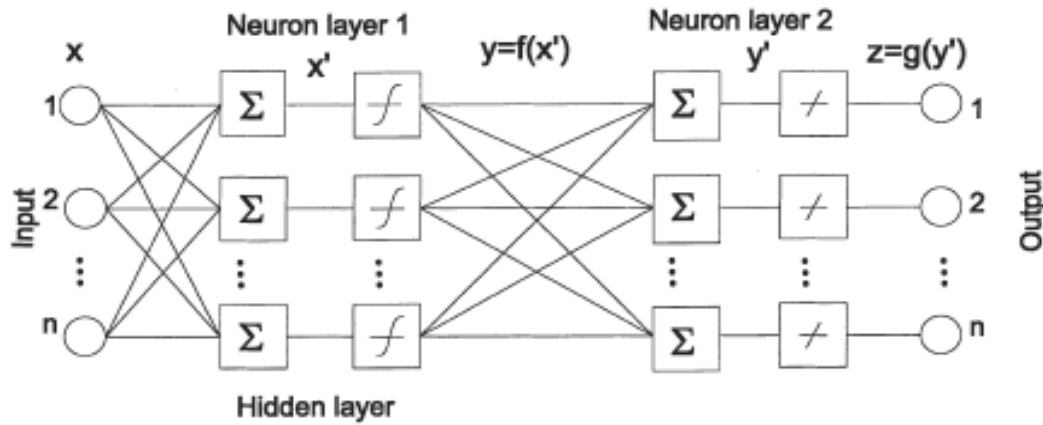 Neuron layer 1
Neuron layer 2
x
x'
y=f(x')
y'
z=g(y')
1
Σ
Σ
1
Input
2
Σ
Σ
2
Output
...
...
...
...
...
...
n
Σ
Σ
n
Hidden layer